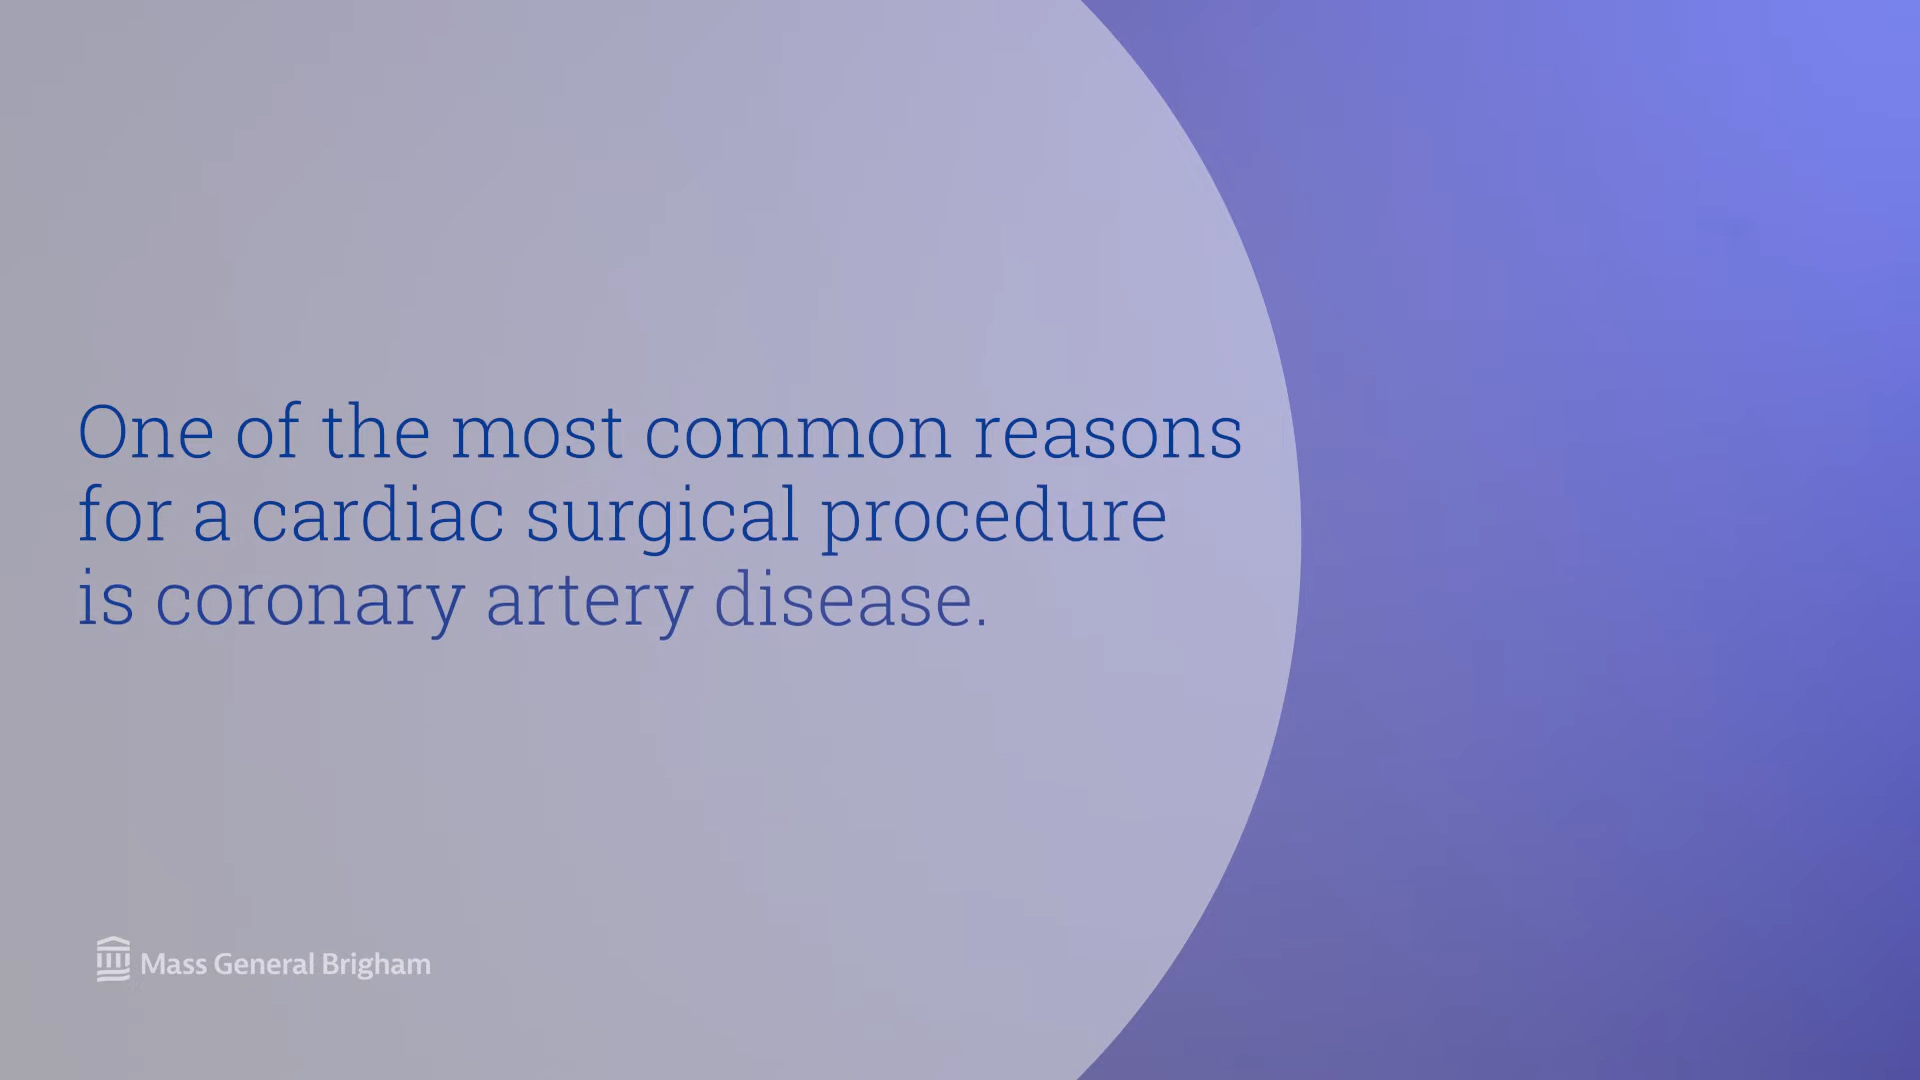 One of the most common reasons
for a cardiac surgical procedure
is coronary artery disease.
Mass General Brigham